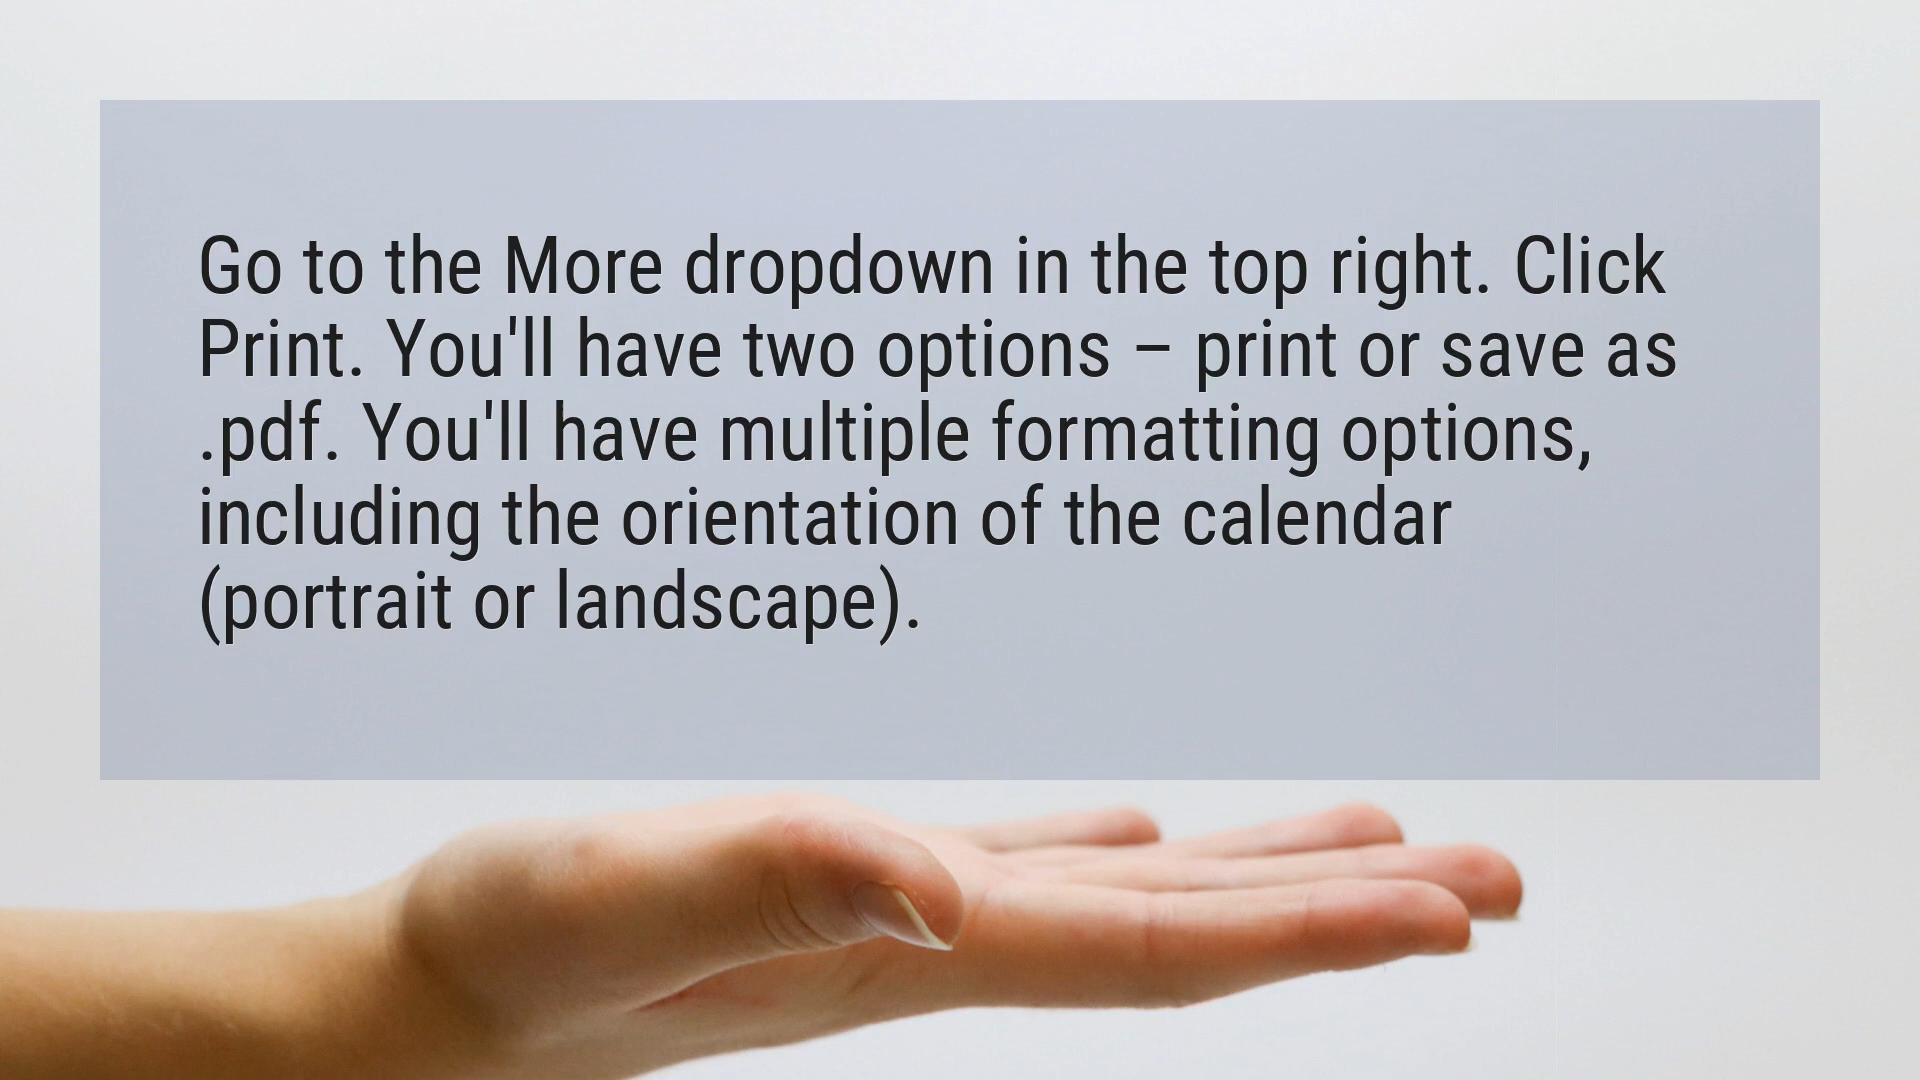 Go to the More dropdown in the top right. Click
Print. You'll have two options – print or save as
.pdf. You'll have multiple formatting options,
including the orientation of the calendar
(portrait or landscape).